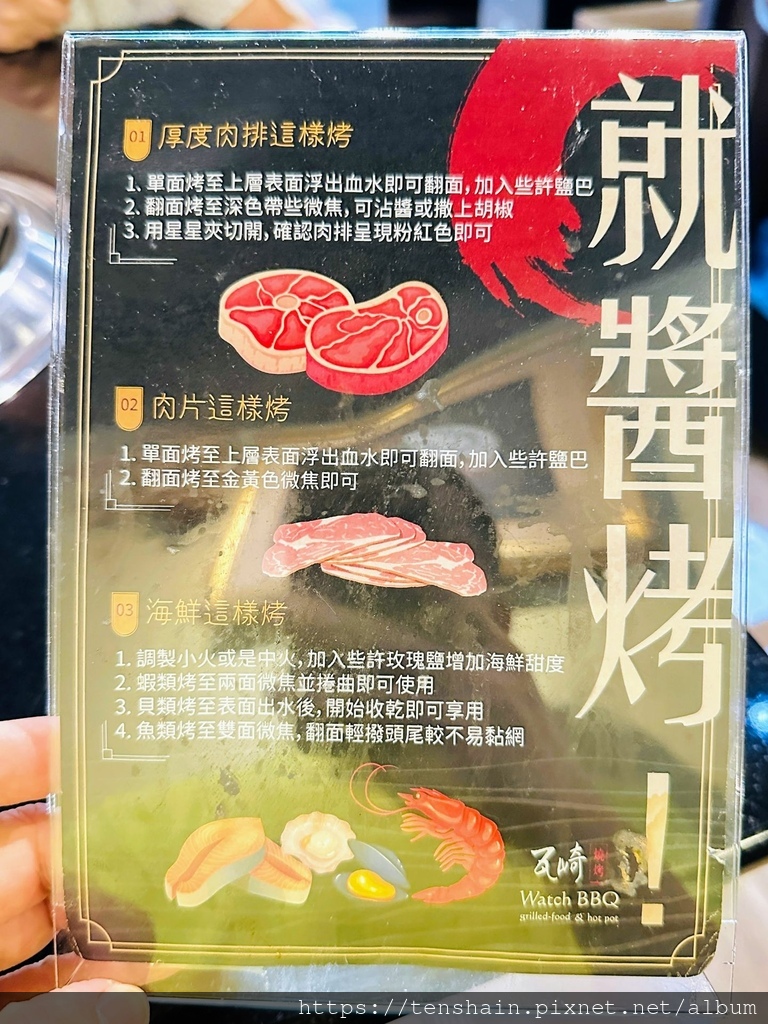 就醬烤！
01 厚度肉排這樣烤
1. 單面烤至上層表面浮出血水即可翻面，加入些許鹽巴
2. 翻面烤至深色帶些微焦，可沾醬或撒上胡椒
3. 用星星夾切開，確認肉排呈現粉紅色即可
02 肉片這樣烤
1. 單面烤至上層表面浮出血水即可翻面，加入些許鹽巴
2. 翻面烤至金黃色微焦即可
03 海鮮這樣烤
1. 調製小火或是中火，加入些許玫瑰鹽增加海鮮甜度
2. 蝦類烤至兩面微焦並捲曲即可使用
3. 貝類烤至表面出水後，開始收乾即可享用
4. 魚類烤至雙面微焦，翻面輕撥頭尾較不易黏網
瓦崎
Watch BBQ
grilled-food & hot pot
https://tenshain.pixnet.net/album